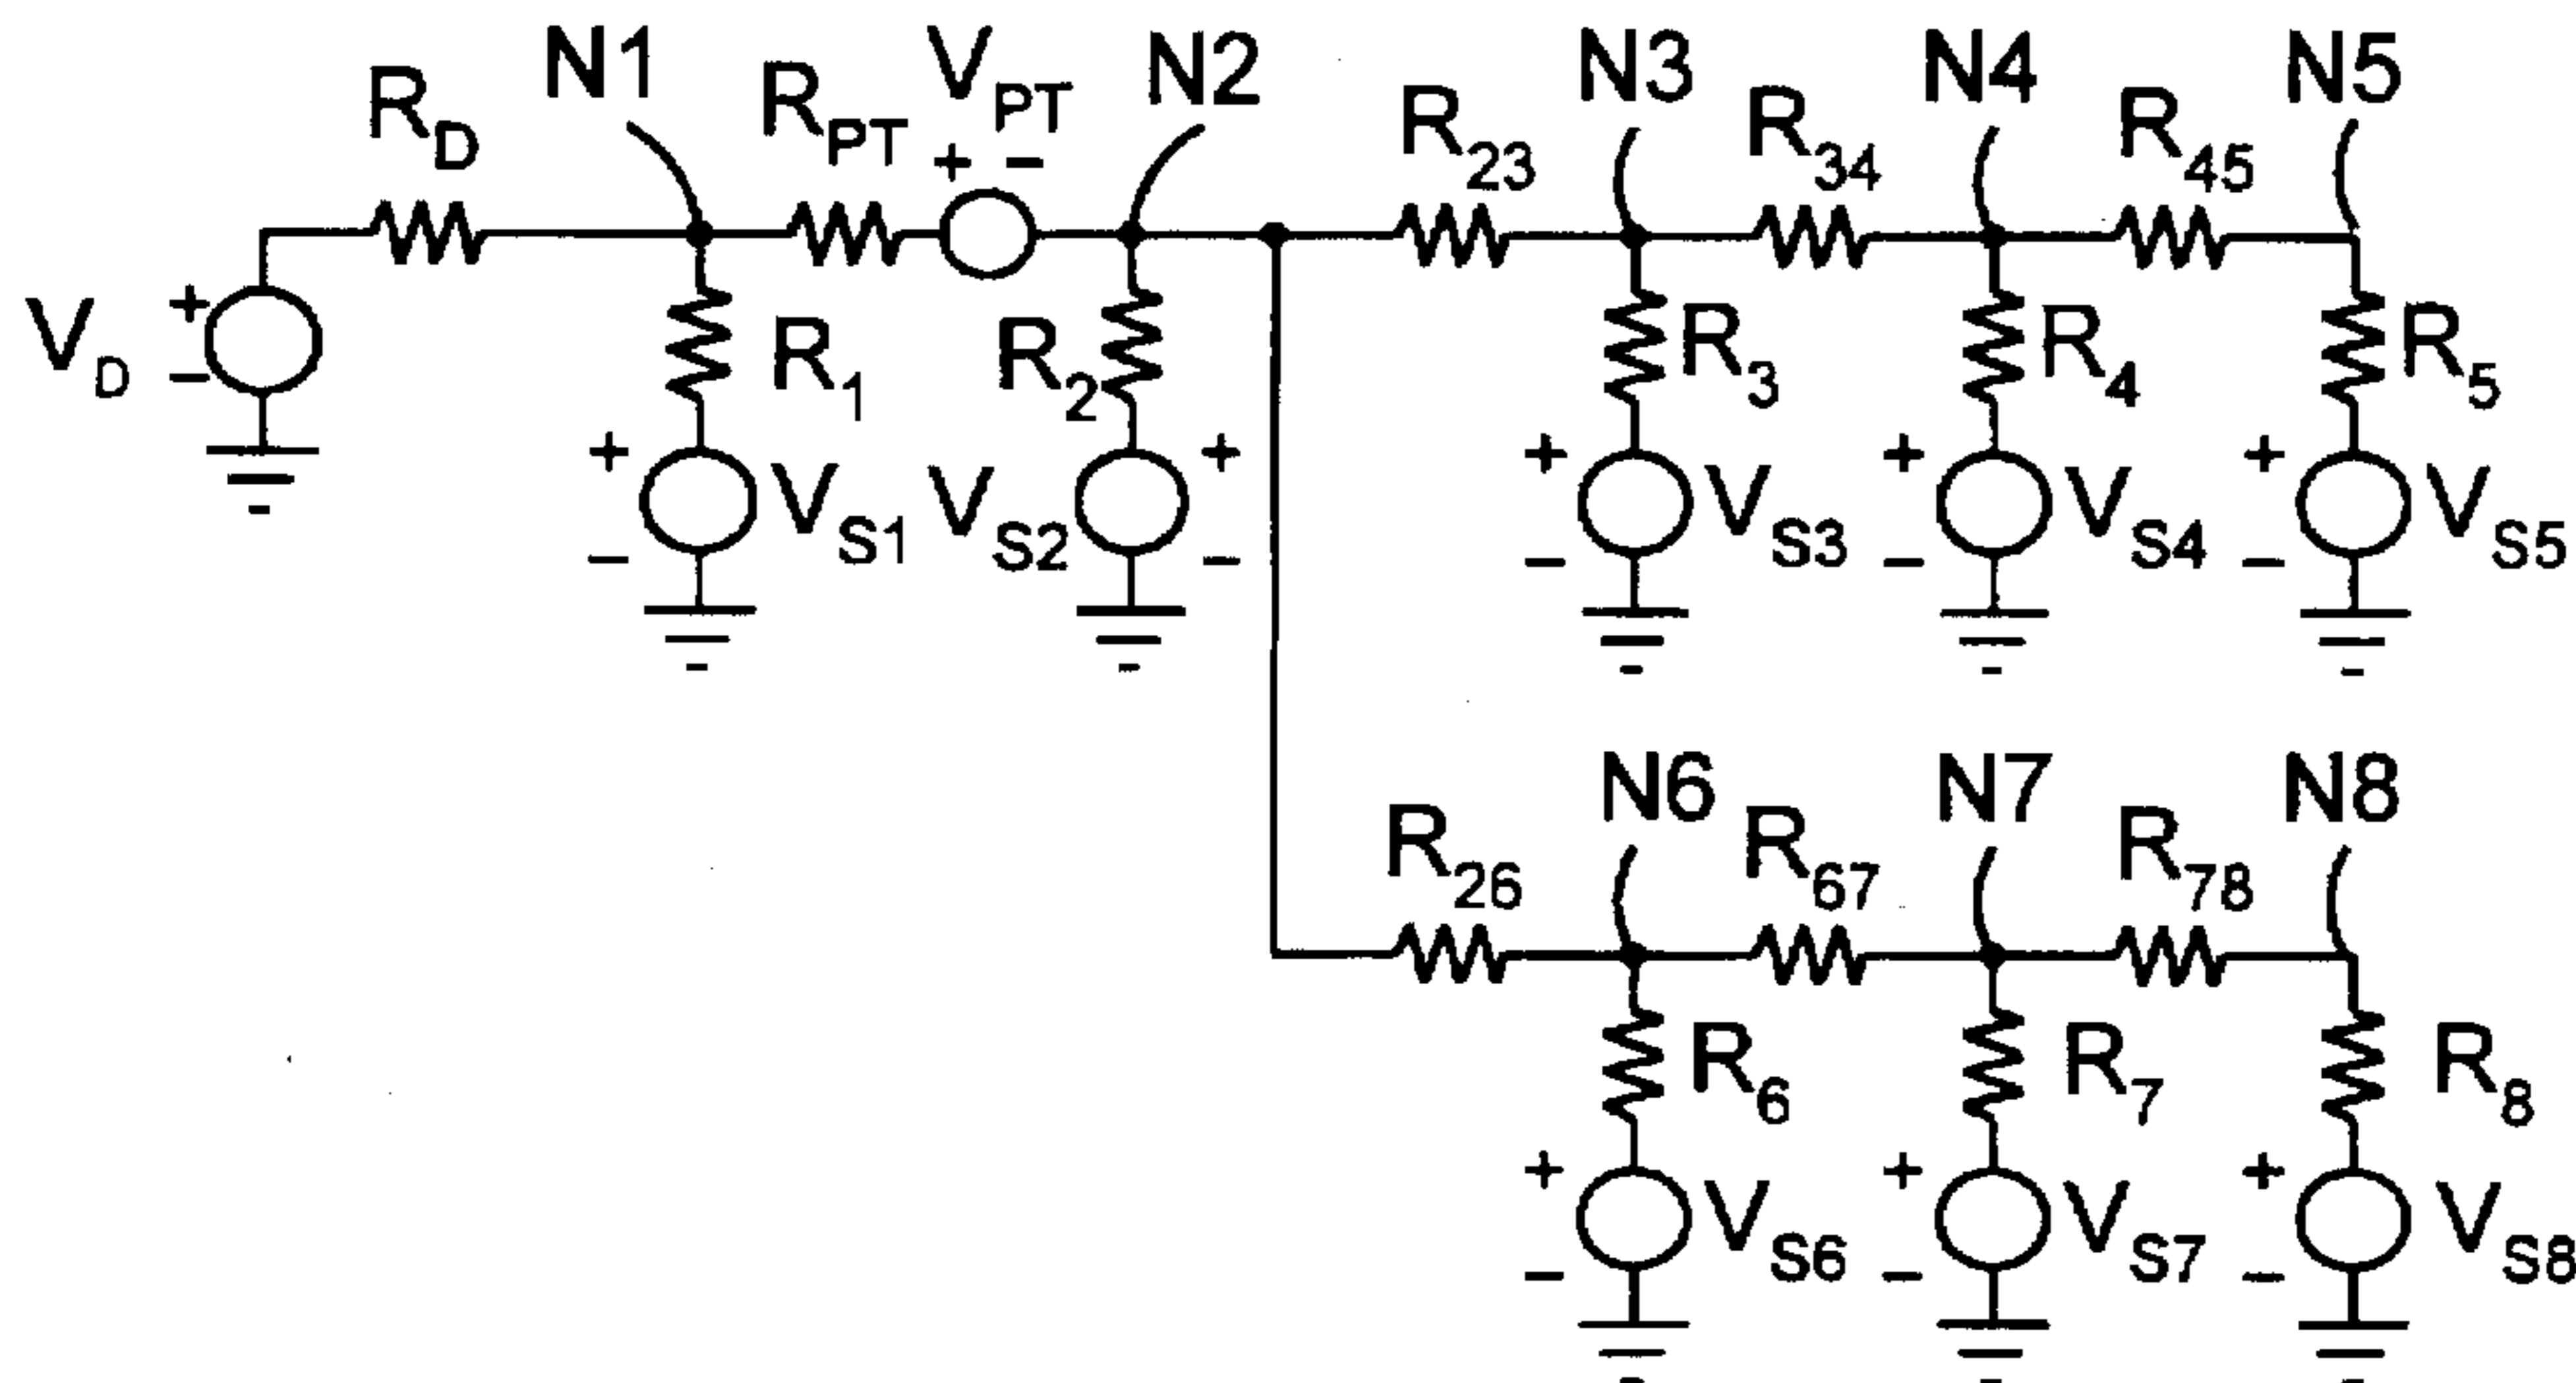 N1 V_PT N2 N3 N4 N5
R_D R_PT R_23 R_34 R_45
+ −
V_D + − R_1 R_2 R_3 R_4 R_5
+ − V_S1 V_S2 + − + − V_S3 + − V_S4 + − V_S5
N6 N7 N8
R_26 R_67 R_78
R_6 R_7 R_8
+ − V_S6 + − V_S7 + − V_S8